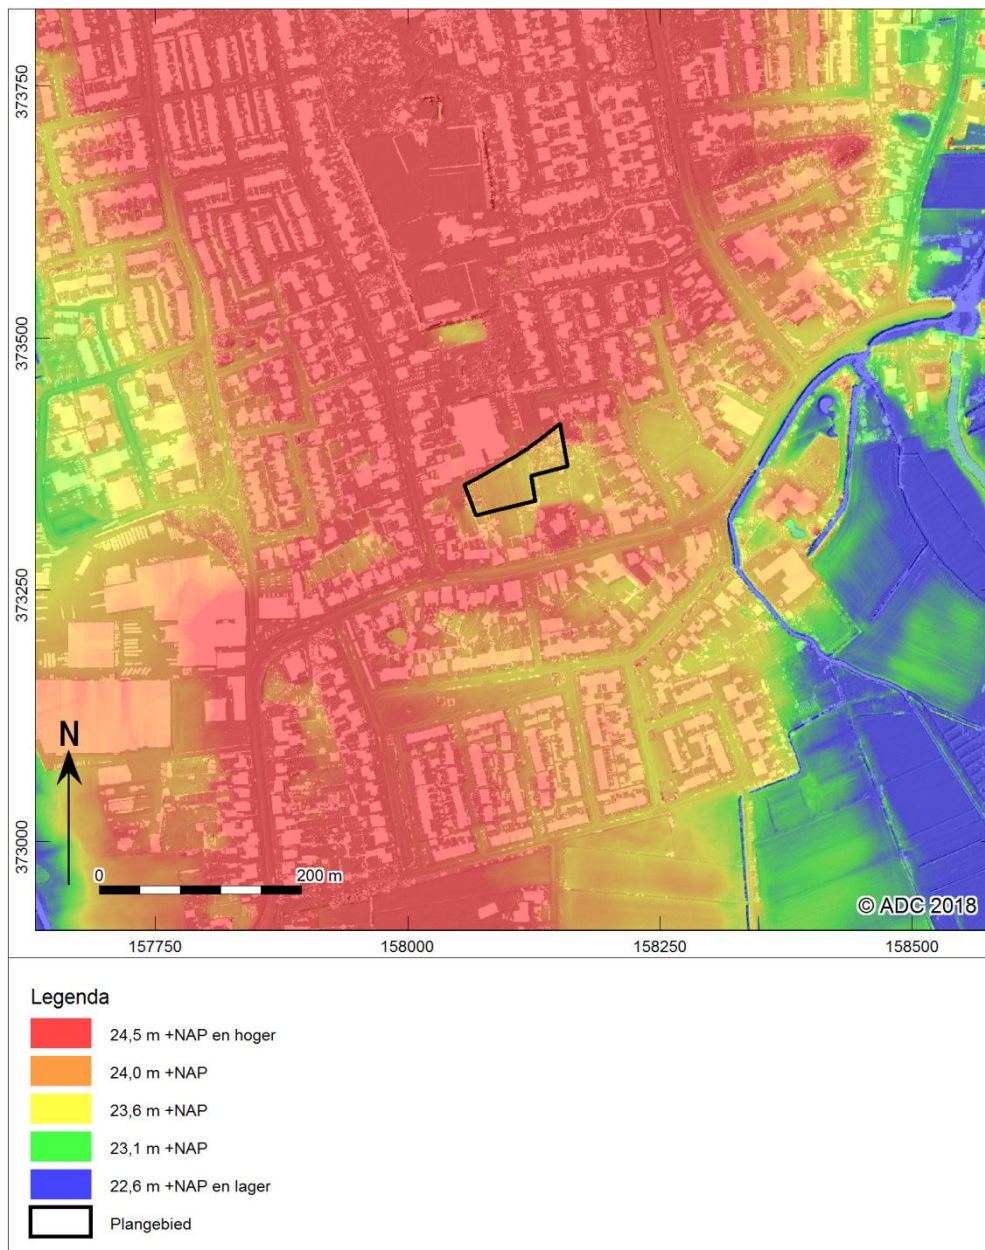 373750
373500
373250
373000
N
0 200 m
© ADC 2018
157750 158000 158250 158500
Legenda
24,5 m +NAP en hoger
24,0 m +NAP
23,6 m +NAP
23,1 m +NAP
22,6 m +NAP en lager
Plangebied